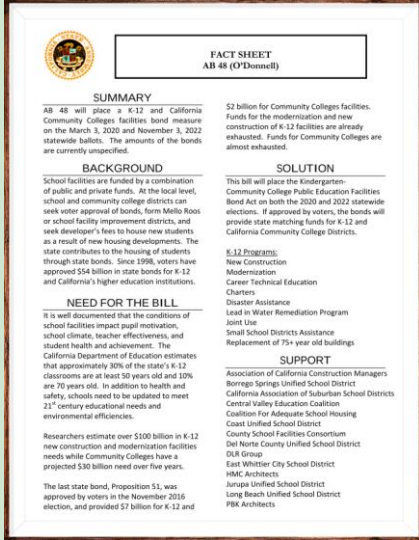 FACT SHEET
AB 48 (O'Donnell)
SUMMARY
AB 48 will place a K-12 and California
Community Colleges facilities bond measure
on the March 3, 2020 and November 3, 2022
statewide ballots. The amounts of the bonds
are currently unspecified.
BACKGROUND
School facilities are funded by a combination
of public and private funds. At the local level,
school and community college districts can
seek voter approval of bonds, form Mello Roos
or school facility improvement districts, and
seek developer's fees to house new students
as a result of new housing developments. The
state contributes to the housing of students
through state bonds. Since 1998, voters have
approved $54 billion in state bonds for K-12
and California's higher education institutions.
NEED FOR THE BILL
It is well documented that the conditions of
school facilities impact pupil motivation,
school climate, teacher effectiveness, and
student health and achievement. The
California Department of Education estimates
that approximately 30% of the state's K-12
classrooms are at least 50 years old and 10%
are 70 years old. In addition to health and
safety, schools need to be updated to meet
21st century educational needs and
environmental efficiencies.
Researchers estimate over $100 billion in K-12
new construction and modernization facilities
needs while Community Colleges have a
projected $30 billion need over five years.
The last state bond, Proposition 51, was
approved by voters in the November 2016
election, and provided $7 billion for K-12 and
$2 billion for Community Colleges facilities.
Funds for the modernization and new
construction of K-12 facilities are already
exhausted. Funds for Community Colleges are
almost exhausted.
SOLUTION
This bill will place the Kindergarten-
Community College Public Education Facilities
Bond Act on both the 2020 and 2022 statewide
elections. If approved by voters, the bonds will
provide state matching funds for K-12 and
California Community College Districts.
K-12 Programs:
New Construction
Modernization
Career Technical Education
Charters
Disaster Assistance
Lead in Water Remediation Program
Joint Use
Small School Districts Assistance
Replacement of 75+ year old buildings
SUPPORT
Association of California Construction Managers
Borrego Springs Unified School District
California Association of Suburban School Districts
Central Valley Education Coalition
Coalition For Adequate School Housing
Coast Unified School District
County School Facilities Consortium
Del Norte County Unified School District
DLR Group
East Whittier City School District
HMC Architects
Jurupa Unified School District
Long Beach Unified School District
PBK Architects